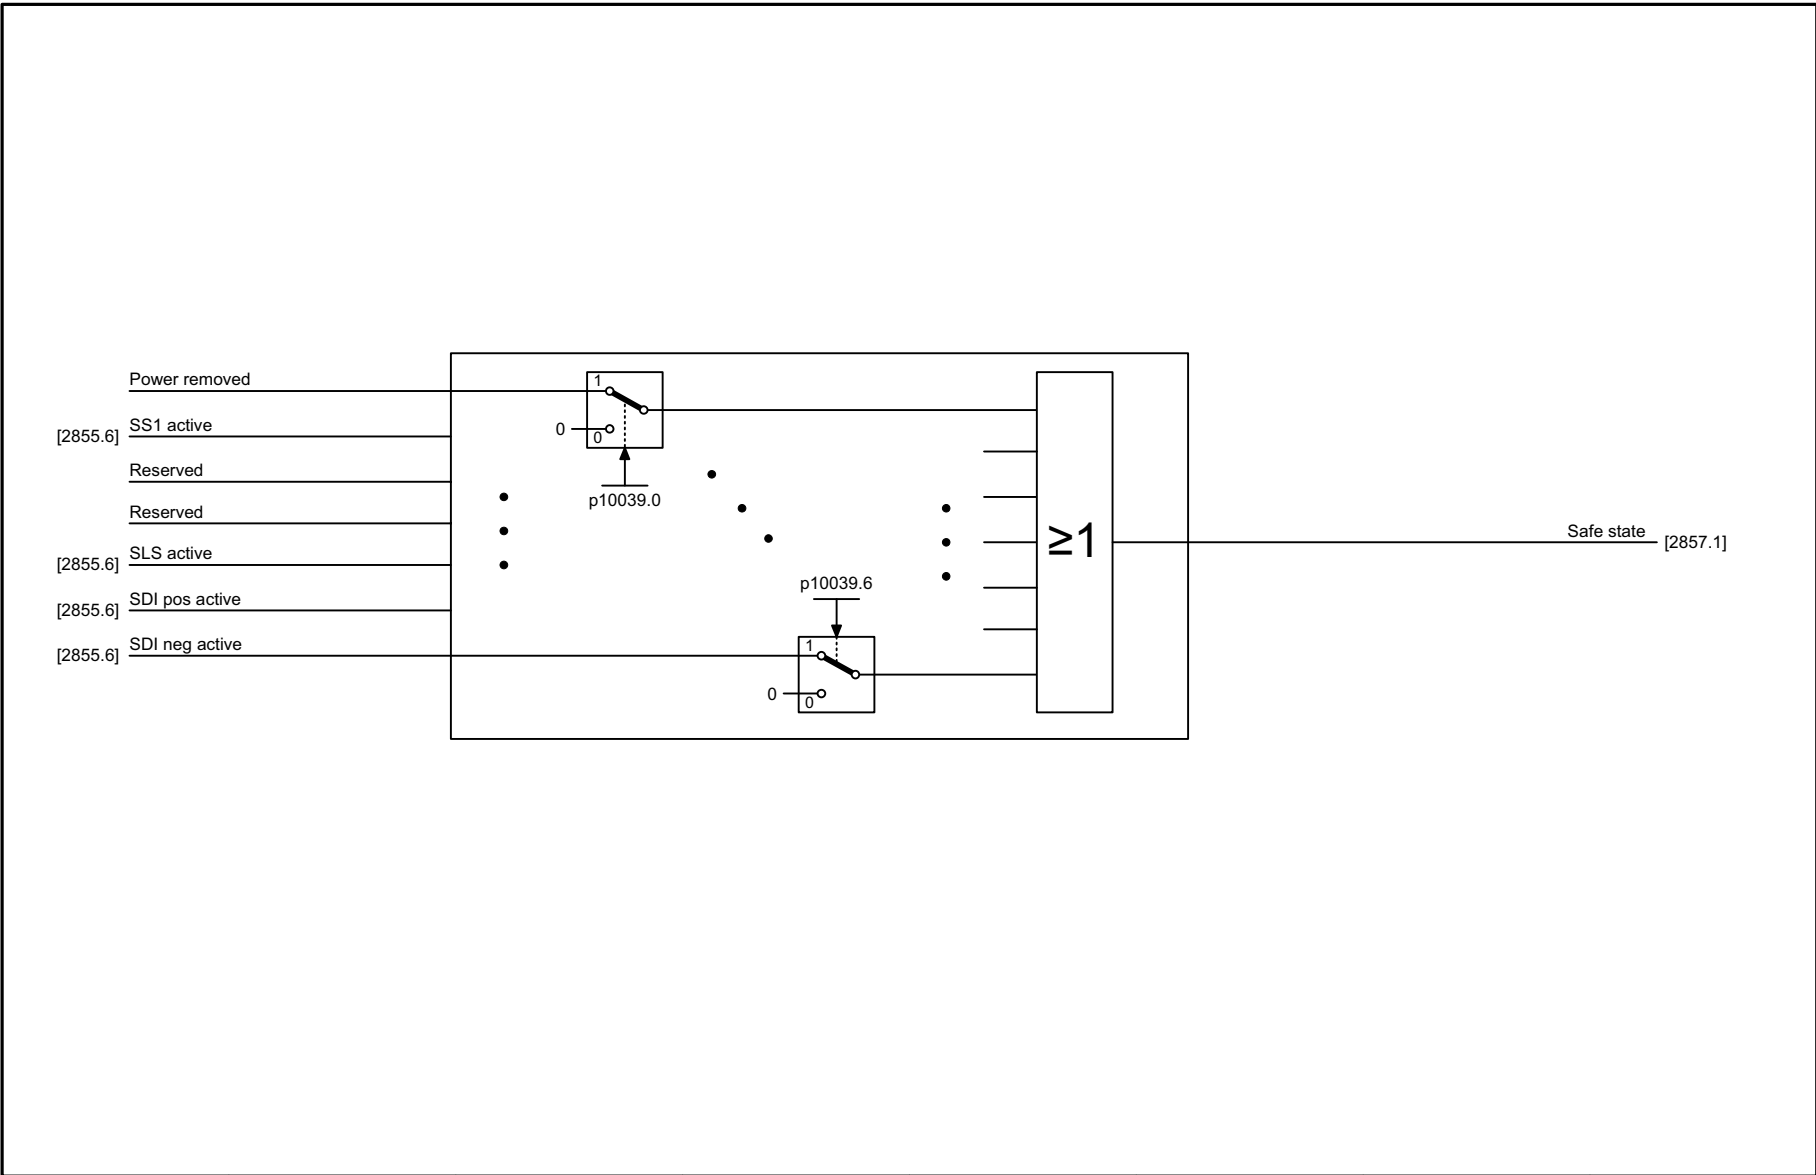 Power removed
[2855.6] SS1 active
Reserved
Reserved
[2855.6] SLS active
[2855.6] SDI pos active
[2855.6] SDI neg active
1
0 0
p10039.0
p10039.6
1
0 0
≥1
Safe state [2857.1]